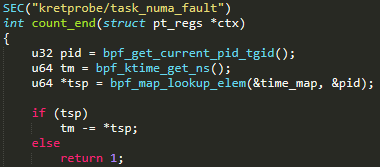 SEC("kretprobe/task_numa_fault")
int count_end(struct pt_regs *ctx)
{
    u32 pid = bpf_get_current_pid_tgid();
    u64 tm = bpf_ktime_get_ns();
    u64 *tsp = bpf_map_lookup_elem(&time_map, &pid);

    if (tsp)
        tm -= *tsp;
    else
        return 1;